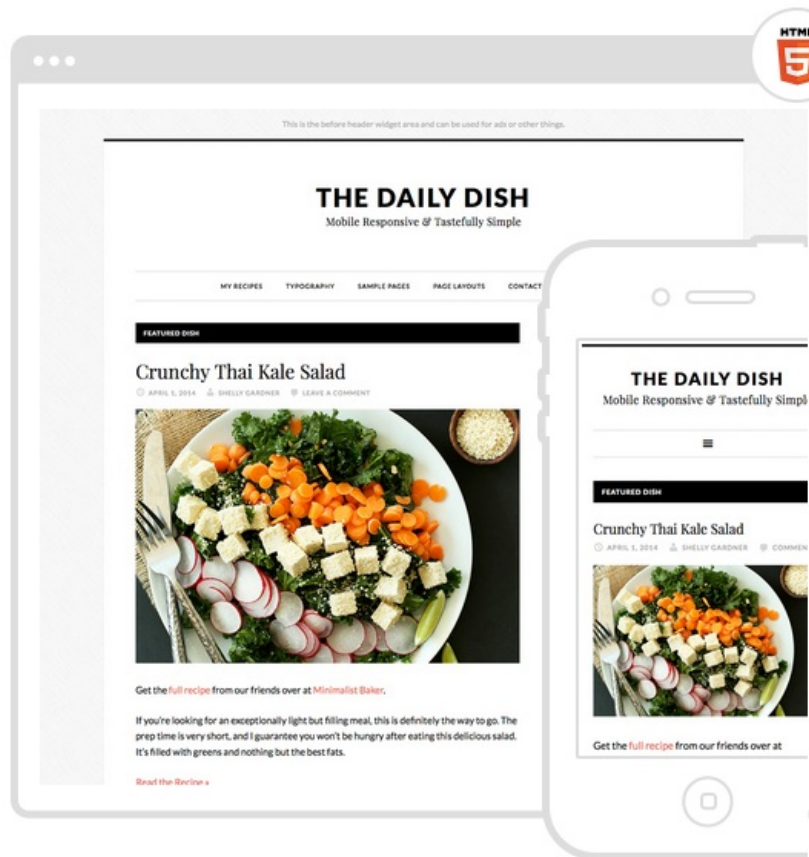 HTML
5
This is the before header widget area and can be used for ads or other things.
THE DAILY DISH
Mobile Responsive & Tastefully Simple
MY RECIPES TYPOGRAPHY SAMPLE PAGES PAGE LAYOUTS CONTACT
FEATURED DISH
Crunchy Thai Kale Salad
APRIL 1, 2014 SHELLY GARDNER LEAVE A COMMENT
Get the full recipe from our friends over at Minimalist Baker.
If you're looking for an exceptionally light but filling meal, this is definitely the way to go. The
prep time is very short, and I guarantee you won't be hungry after eating this delicious salad.
It's filled with greens and nothing but the best fats.
Read the Recipe »
THE DAILY DISH
Mobile Responsive & Tastefully Simpl
FEATURED DISH
Crunchy Thai Kale Salad
APRIL 1, 2014 SHELLY GARDNER COMMEN
Get the full recipe from our friends over at